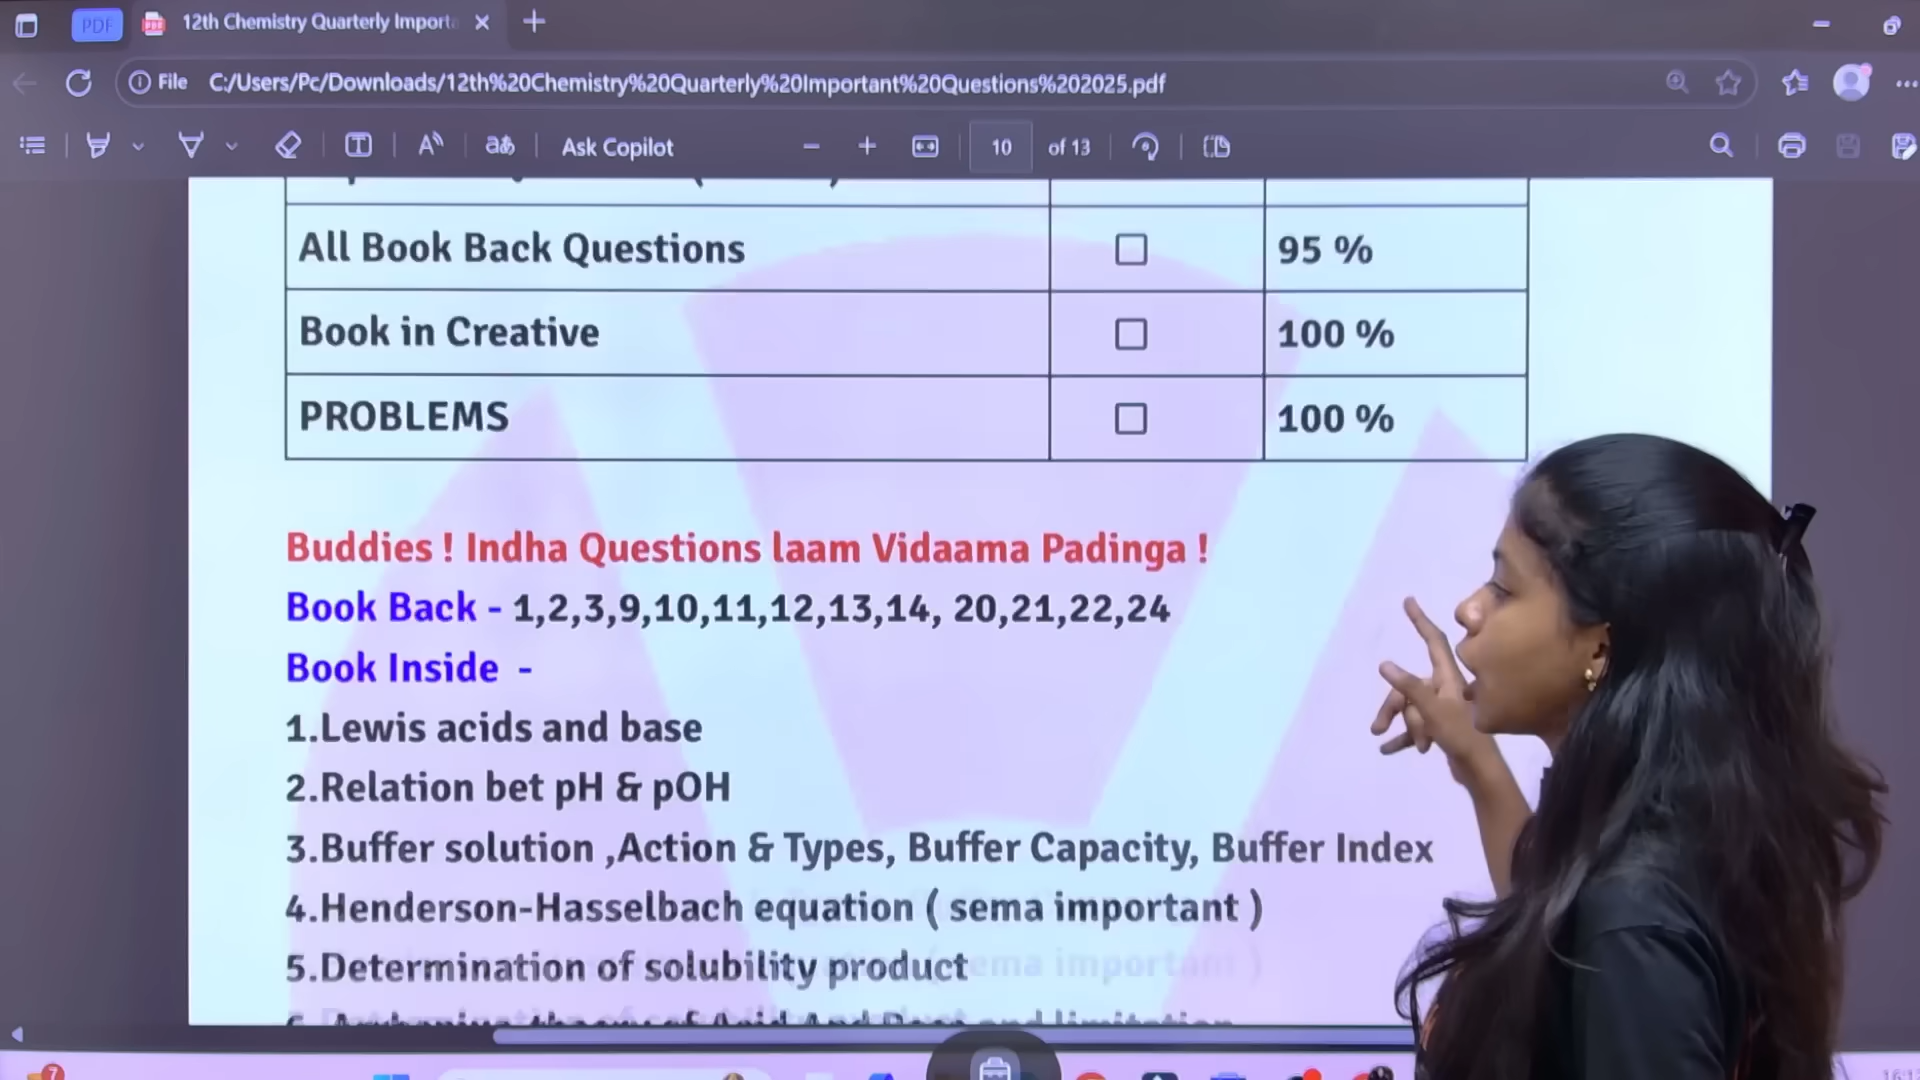 PDF
12th Chemistry Quarterly Import
File C:/Users/Pc/Downloads/12th%20Chemistry%20Quarterly%20Important%20Questions%202025.pdf
Ask Copilot
10 of 13
All Book Back Questions 95 %
Book in Creative 100 %
PROBLEMS 100 %
Buddies ! Indha Questions laam Vidaama Padinga !
Book Back - 1,2,3,9,10,11,12,13,14, 20,21,22,24
Book Inside -
1.Lewis acids and base
2.Relation bet pH & pOH
3.Buffer solution ,Action & Types, Buffer Capacity, Buffer Index
4.Henderson-Hasselbach equation ( sema important )
5.Determination of solubility product
7